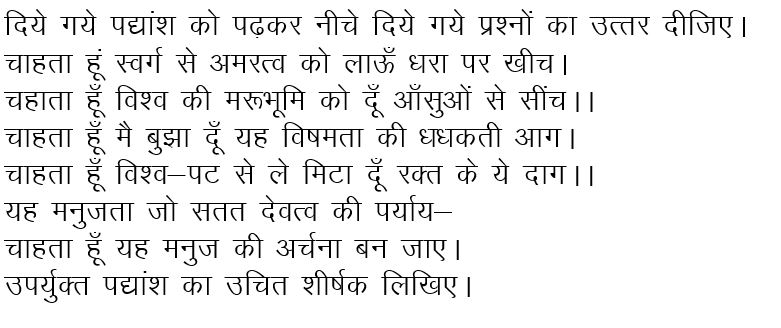 दिये गये पद्यांश को पढ़कर नीचे दिये गये प्रश्नों का उत्तर दीजिए।
चाहता हूं स्वर्ग से अमरत्व को लाऊँ धरा पर खीच।
चहाता हूँ विश्व की मरूभूमि को दूँ आँसुओं से सींच।।
चाहता हूँ मै बुझा दूँ यह विषमता की धधकती आग।
चाहता हूँ विश्व–पट से ले मिटा दूँ रक्त के ये दाग।।
यह मनुजता जो सतत देवत्व की पर्याय–
चाहता हूँ यह मनुज की अर्चना बन जाए।
उपर्युक्त पद्यांश का उचित शीर्षक लिखिए।